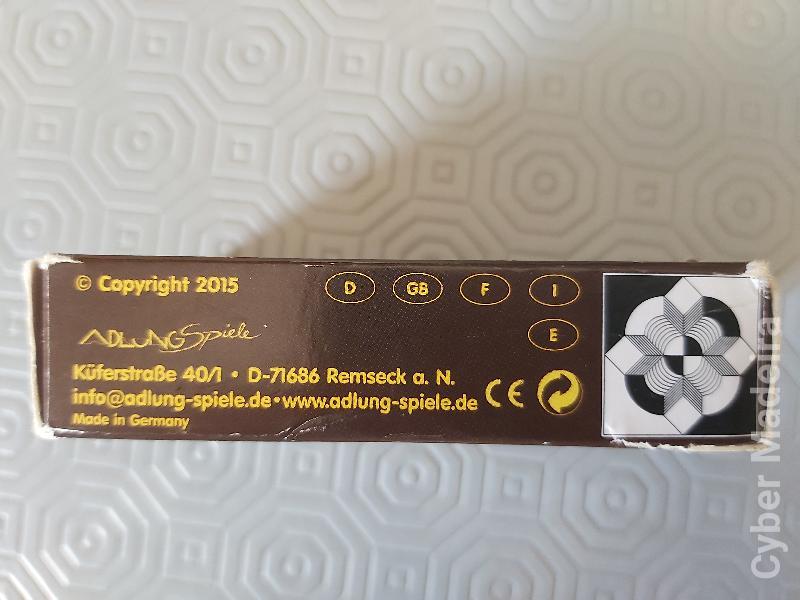 © Copyright 2015
D GB F I
E
ADLUNG Spiele
Küferstraße 40/1 • D-71686 Remseck a. N.
info@adlung-spiele.de•www.adlung-spiele.de CE
Made in Germany
Cyber Madeira